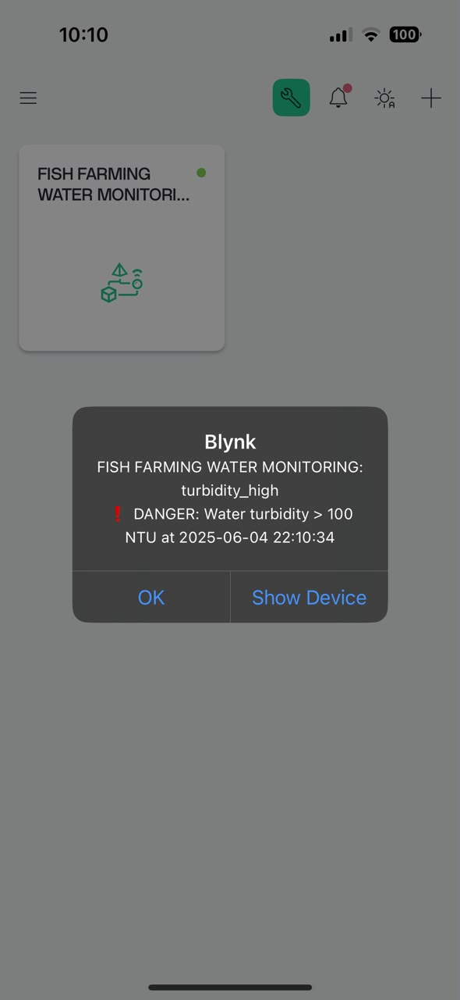 10:10
100
A
FISH FARMING
WATER MONITORI...
Blynk
FISH FARMING WATER MONITORING:
turbidity_high
❗ DANGER: Water turbidity > 100
NTU at 2025-06-04 22:10:34
OK
Show Device